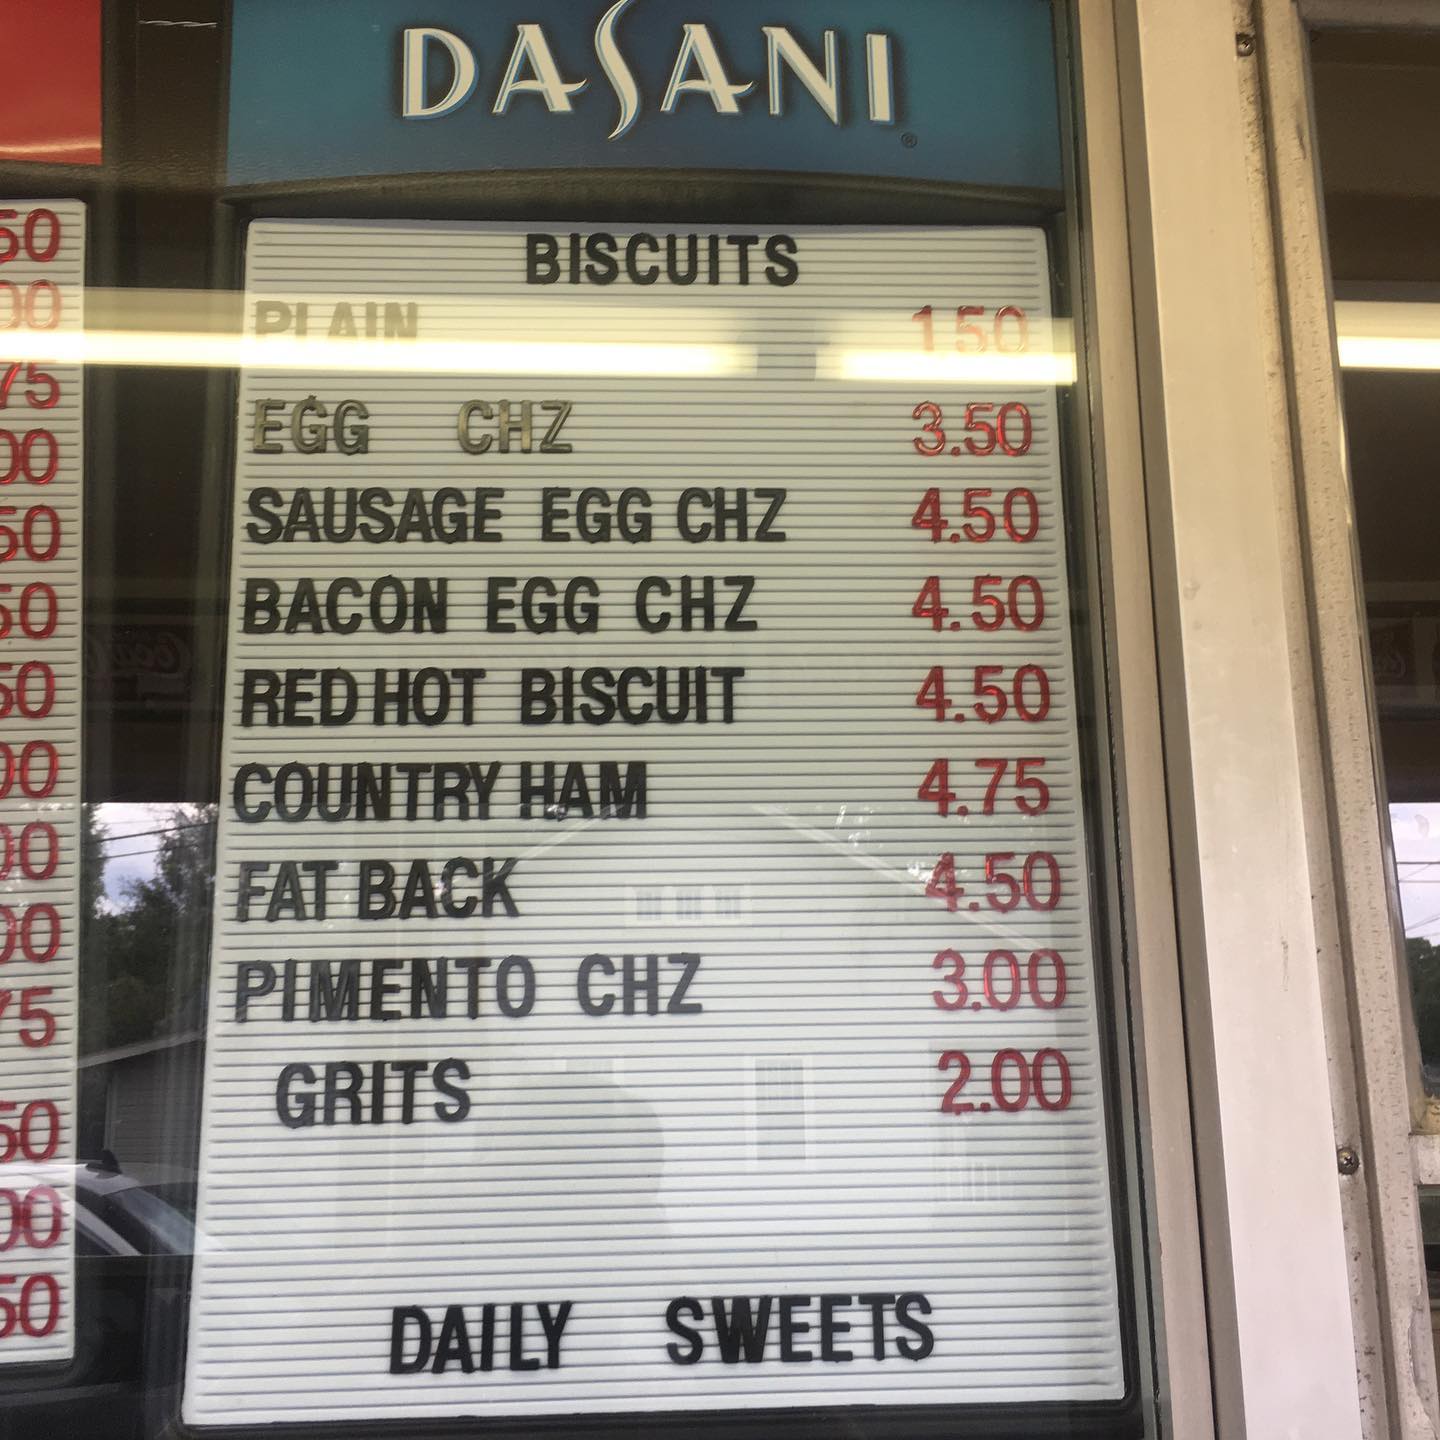 DASANI
BISCUITS
PLAIN 1.50
EGG CHZ 3.50
SAUSAGE EGG CHZ 4.50
BACON EGG CHZ 4.50
RED HOT BISCUIT 4.50
COUNTRY HAM 4.75
FAT BACK 4.50
PIMENTO CHZ 3.00
GRITS 2.00
DAILY SWEETS